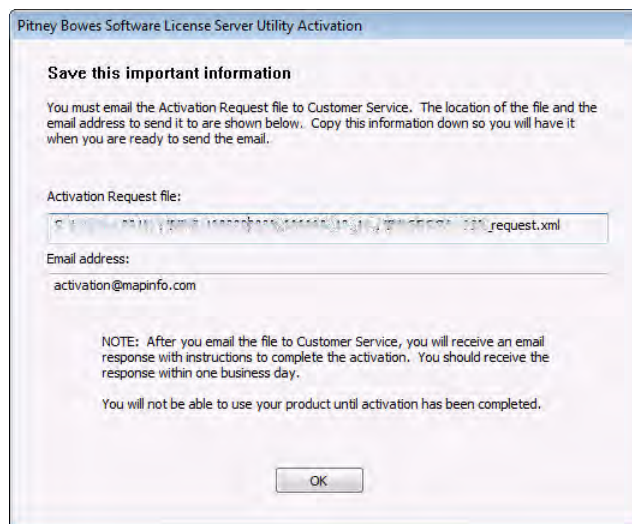 Pitney Bowes Software License Server Utility Activation
Save this important information
You must email the Activation Request file to Customer Service. The location of the file and the
email address to send it to are shown below. Copy this information down so you will have it
when you are ready to send the email.
Activation Request file:
_request.xml
Email address:
activation@mapinfo.com
NOTE: After you email the file to Customer Service, you will receive an email
response with instructions to complete the activation. You should receive the
response within one business day.
You will not be able to use your product until activation has been completed.
OK